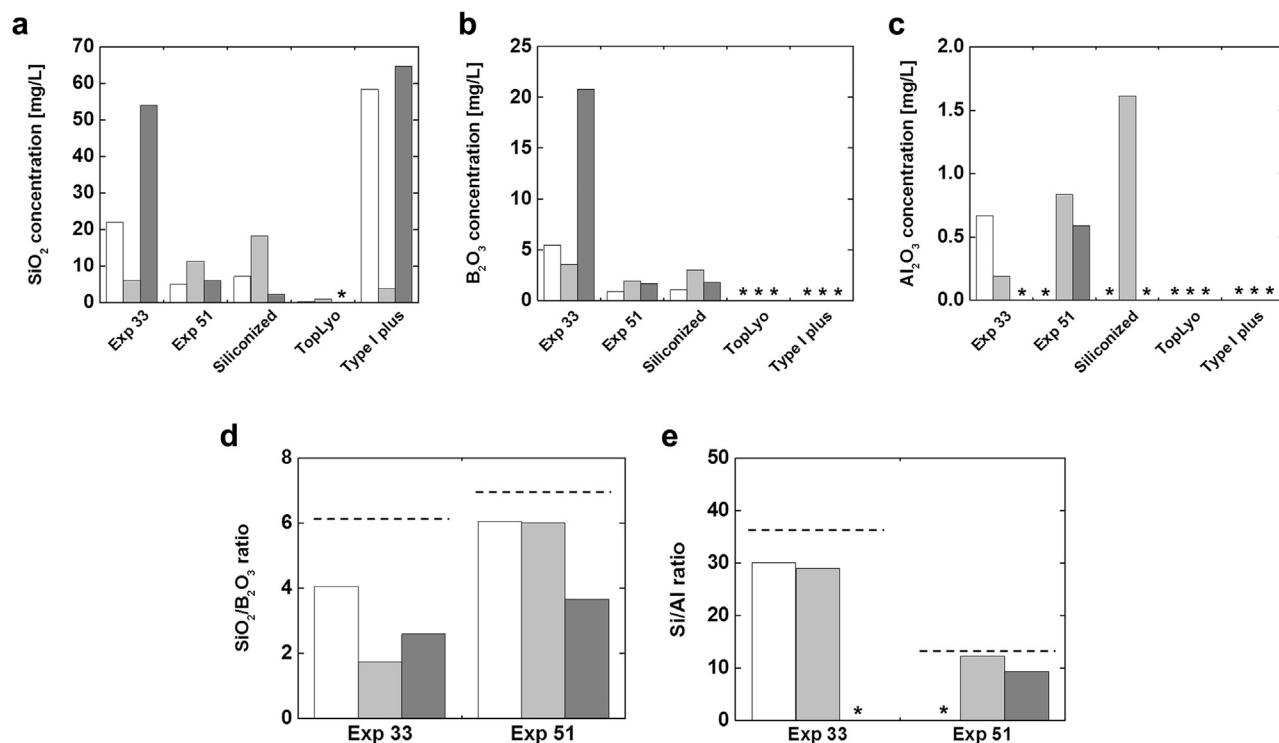 a
SiO₂ concentration [mg/L]
70
60
50
40
30
20
10
0
*
Exp 33
Exp 51
Siliconized
TopLyo
Type I plus
b
B₂O₃ concentration [mg/L]
25
20
15
10
5
0
* * * * * *
Exp 33
Exp 51
Siliconized
TopLyo
Type I plus
c
Al₂O₃ concentration [mg/L]
2.0
1.5
1.0
0.5
0.0
* * * * * * * * * *
Exp 33
Exp 51
Siliconized
TopLyo
Type I plus
d
SiO₂/B₂O₃ ratio
8
6
4
2
0
Exp 33 Exp 51
e
Si/Al ratio
50
40
30
20
10
0
* *
Exp 33 Exp 51